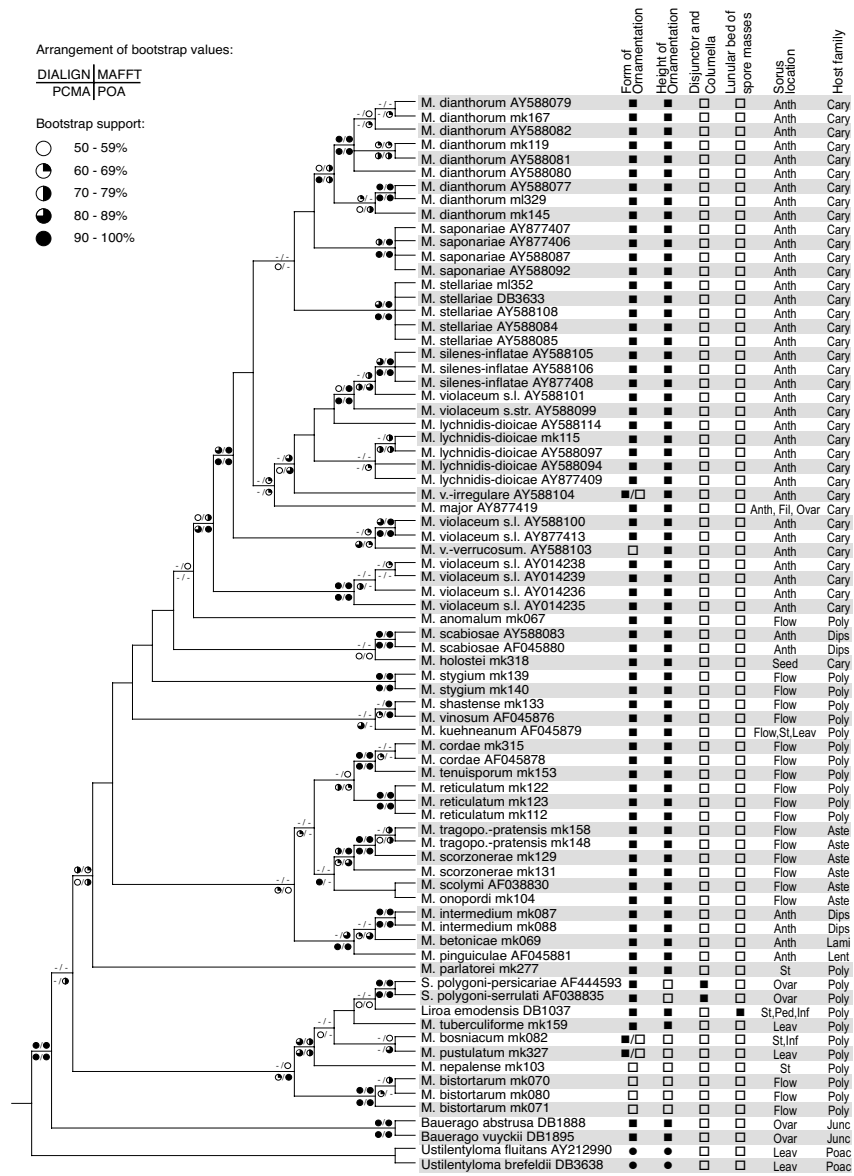 Arrangement of bootstrap values:
DIALIGN MAFFT
PCMA POA
Bootstrap support:
50 - 59%
60 - 69%
70 - 79%
80 - 89%
90 - 100%
Form of Ornamentation
Height of Ornamentation
Disjunctor and Columella
Lunular bed of spore masses
Sorus location
Host family
M. dianthorum AY588079 Anth Cary
M. dianthorum mk167 Anth Cary
M. dianthorum AY588082 Anth Cary
M. dianthorum mk119 Anth Cary
M. dianthorum AY588081 Anth Cary
M. dianthorum AY588080 Anth Cary
M. dianthorum AY588077 Anth Cary
M. dianthorum ml329 Anth Cary
M. dianthorum mk145 Anth Cary
M. saponariae AY877407 Anth Cary
M. saponariae AY877406 Anth Cary
M. saponariae AY588087 Anth Cary
M. saponariae AY588092 Anth Cary
M. stellariae ml352 Anth Cary
M. stellariae DB3633 Anth Cary
M. stellariae AY588108 Anth Cary
M. stellariae AY588084 Anth Cary
M. stellariae AY588085 Anth Cary
M. silenes-inflatae AY588105 Anth Cary
M. silenes-inflatae AY588106 Anth Cary
M. silenes-inflatae AY877408 Anth Cary
M. violaceum s.l. AY588101 Anth Cary
M. violaceum s.str. AY588099 Anth Cary
M. lychnidis-dioicae AY588114 Anth Cary
M. lychnidis-dioicae mk115 Anth Cary
M. lychnidis-dioicae AY588097 Anth Cary
M. lychnidis-dioicae AY588094 Anth Cary
M. lychnidis-dioicae AY877409 Anth Cary
M. v.-irregulare AY588104 Anth Cary
M. major AY877419 Anth, Fil, Ovar Cary
M. violaceum s.l. AY588100 Anth Cary
M. violaceum s.l. AY877413 Anth Cary
M. v.-verrucosum. AY588103 Anth Cary
M. violaceum s.l. AY014238 Anth Cary
M. violaceum s.l. AY014239 Anth Cary
M. violaceum s.l. AY014236 Anth Cary
M. violaceum s.l. AY014235 Anth Cary
M. anomalum mk067 Flow Poly
M. scabiosae AY588083 Anth Dips
M. scabiosae AF045880 Anth Dips
M. holostei mk318 Seed Cary
M. stygium mk139 Flow Poly
M. stygium mk140 Flow Poly
M. shastense mk133 Flow Poly
M. vinosum AF045876 Flow Poly
M. kuehneanum AF045879 Flow,St,Leav Poly
M. cordae mk315 Flow Poly
M. cordae AF045878 Flow Poly
M. tenuisporum mk153 Flow Poly
M. reticulatum mk122 Flow Poly
M. reticulatum mk123 Flow Poly
M. reticulatum mk112 Flow Poly
M. tragopo.-pratensis mk158 Flow Aste
M. tragopo.-pratensis mk148 Flow Aste
M. scorzonerae mk129 Flow Aste
M. scorzonerae mk131 Flow Aste
M. scolymi AF038830 Flow Aste
M. onopordi mk104 Flow Aste
M. intermedium mk087 Anth Dips
M. intermedium mk088 Anth Dips
M. betonicae mk069 Anth Lami
M. pinguiculae AF045881 Anth Lent
M. parlatorei mk277 St Poly
S. polygoni-persicariae AF444593 Ovar Poly
S. polygoni-serrulati AF038835 Ovar Poly
Liroa emodensis DB1037 St,Ped,Inf Poly
M. tuberculiforme mk159 Leav Poly
M. bosniacum mk082 St,Inf Poly
M. pustulatum mk327 Leav Poly
M. nepalense mk103 St Poly
M. bistortarum mk070 Flow Poly
M. bistortarum mk080 Flow Poly
M. bistortarum mk071 Flow Poly
Bauerago abstrusa DB1888 Ovar Junc
Bauerago vuyckii DB1895 Ovar Junc
Ustilentyloma fluitans AY212990 Leav Poac
Ustilentyloma brefeldii DB3638 Leav Poac